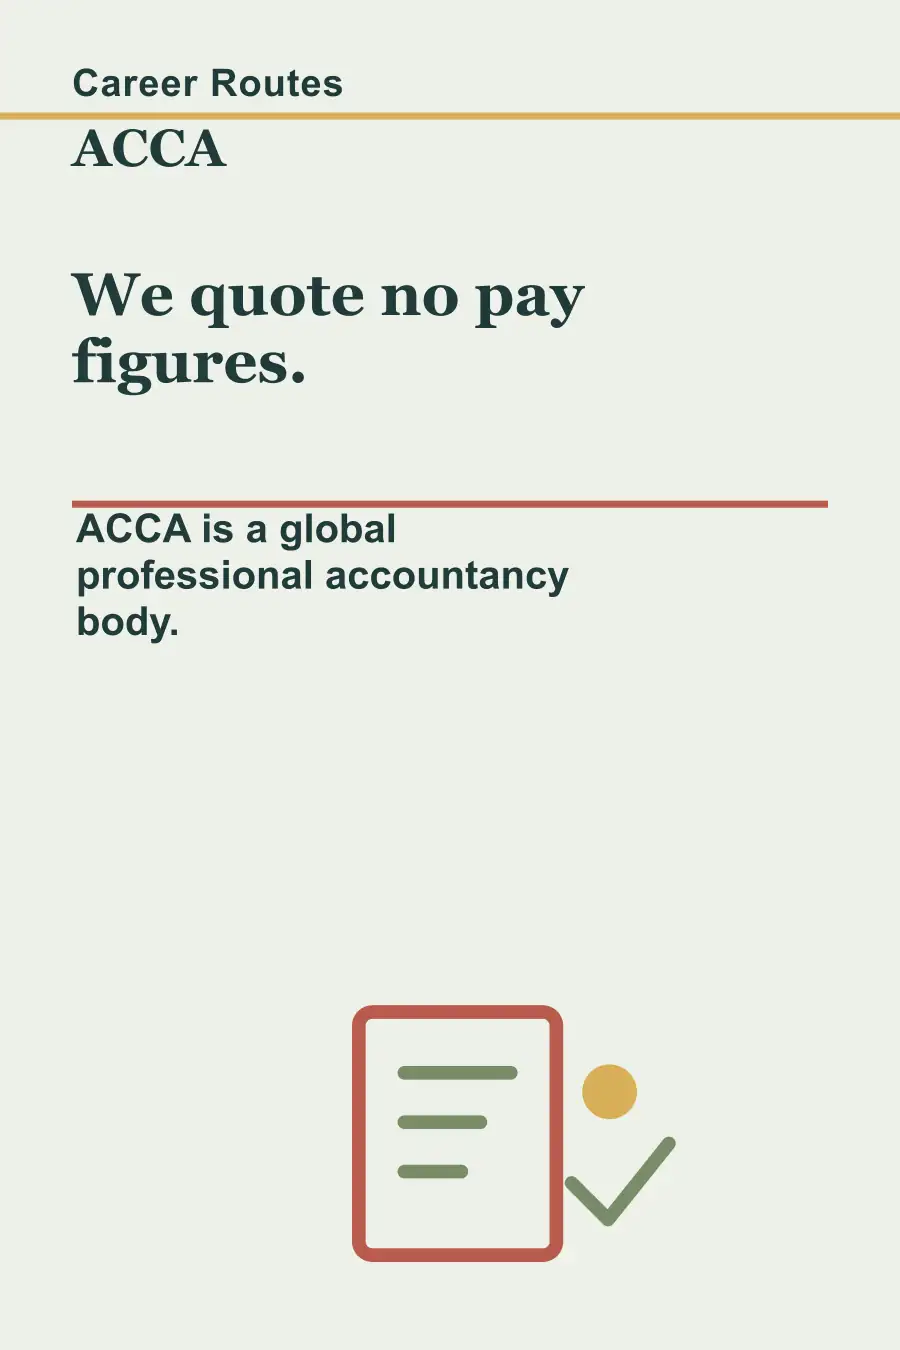 Career Routes
ACCA
We quote no pay
figures.
ACCA is a global
professional accountancy
body.